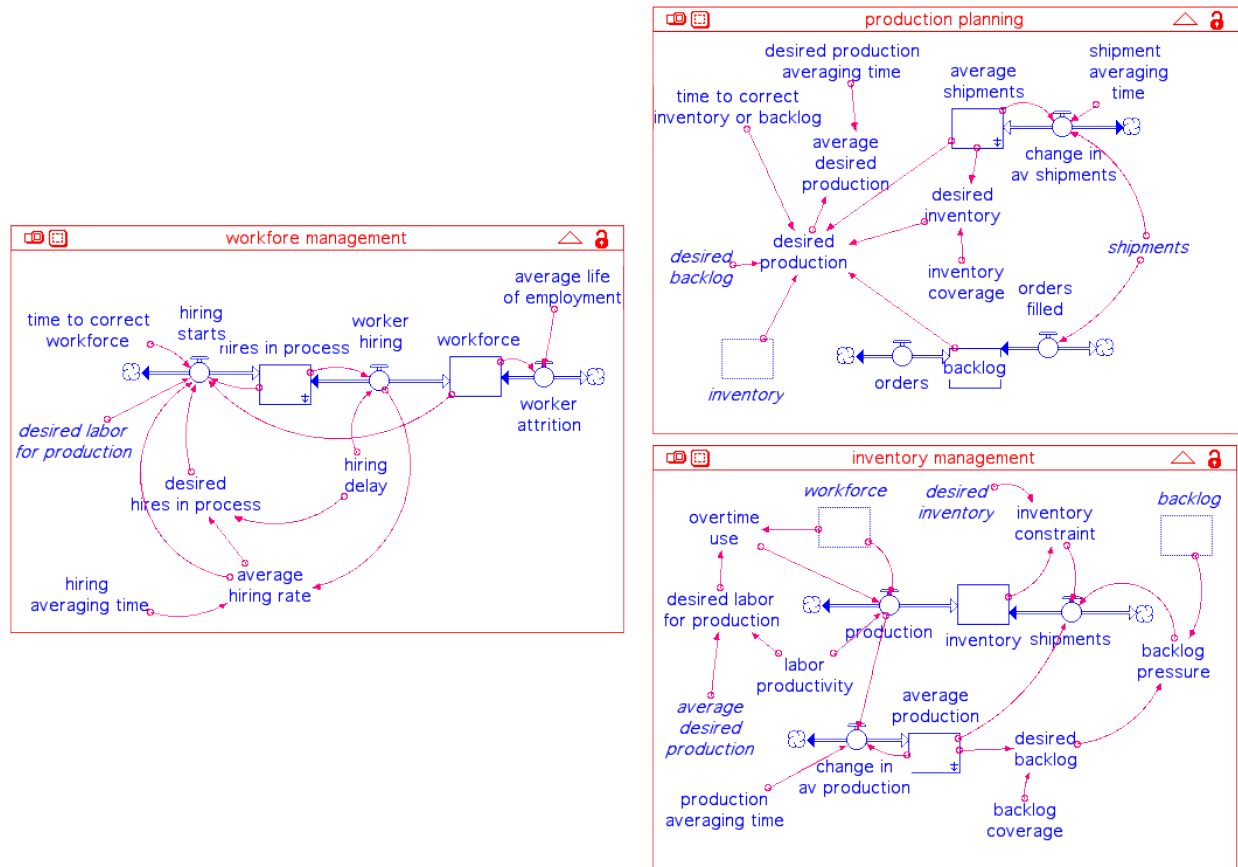 production planning
desired production
averaging time
shipment
averaging
time
average
shipments
time to correct
inventory or backlog
average
desired
production
change in
av shipments
desired
inventory
desired
production
shipments
desired
backlog
inventory
coverage
orders
filled
backlog
orders
inventory
workfore management
average life
of employment
hiring
starts
time to correct
workforce
worker
hiring
workforce
hires in process
worker
attrition
desired labor
for production
hiring
delay
desired
hires in process
average
hiring rate
hiring
averaging time
inventory management
workforce
desired
inventory
backlog
overtime
use
inventory
constraint
desired labor
for production
production
inventory
shipments
backlog
pressure
labor
productivity
average
desired
production
average
production
desired
backlog
change in
av production
production
averaging time
backlog
coverage